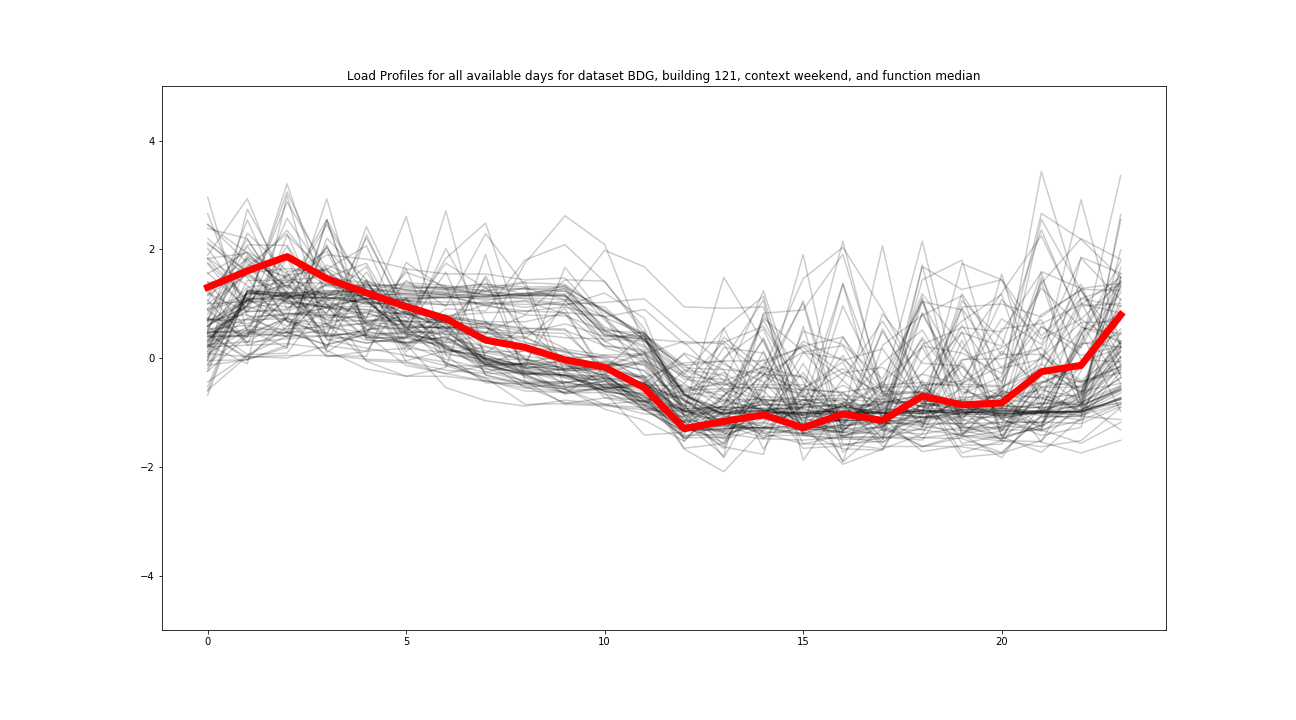 Load Profiles for all available days for dataset BDG, building 121, context weekend, and function median
4
2
0
−2
−4
0 5 10 15 20